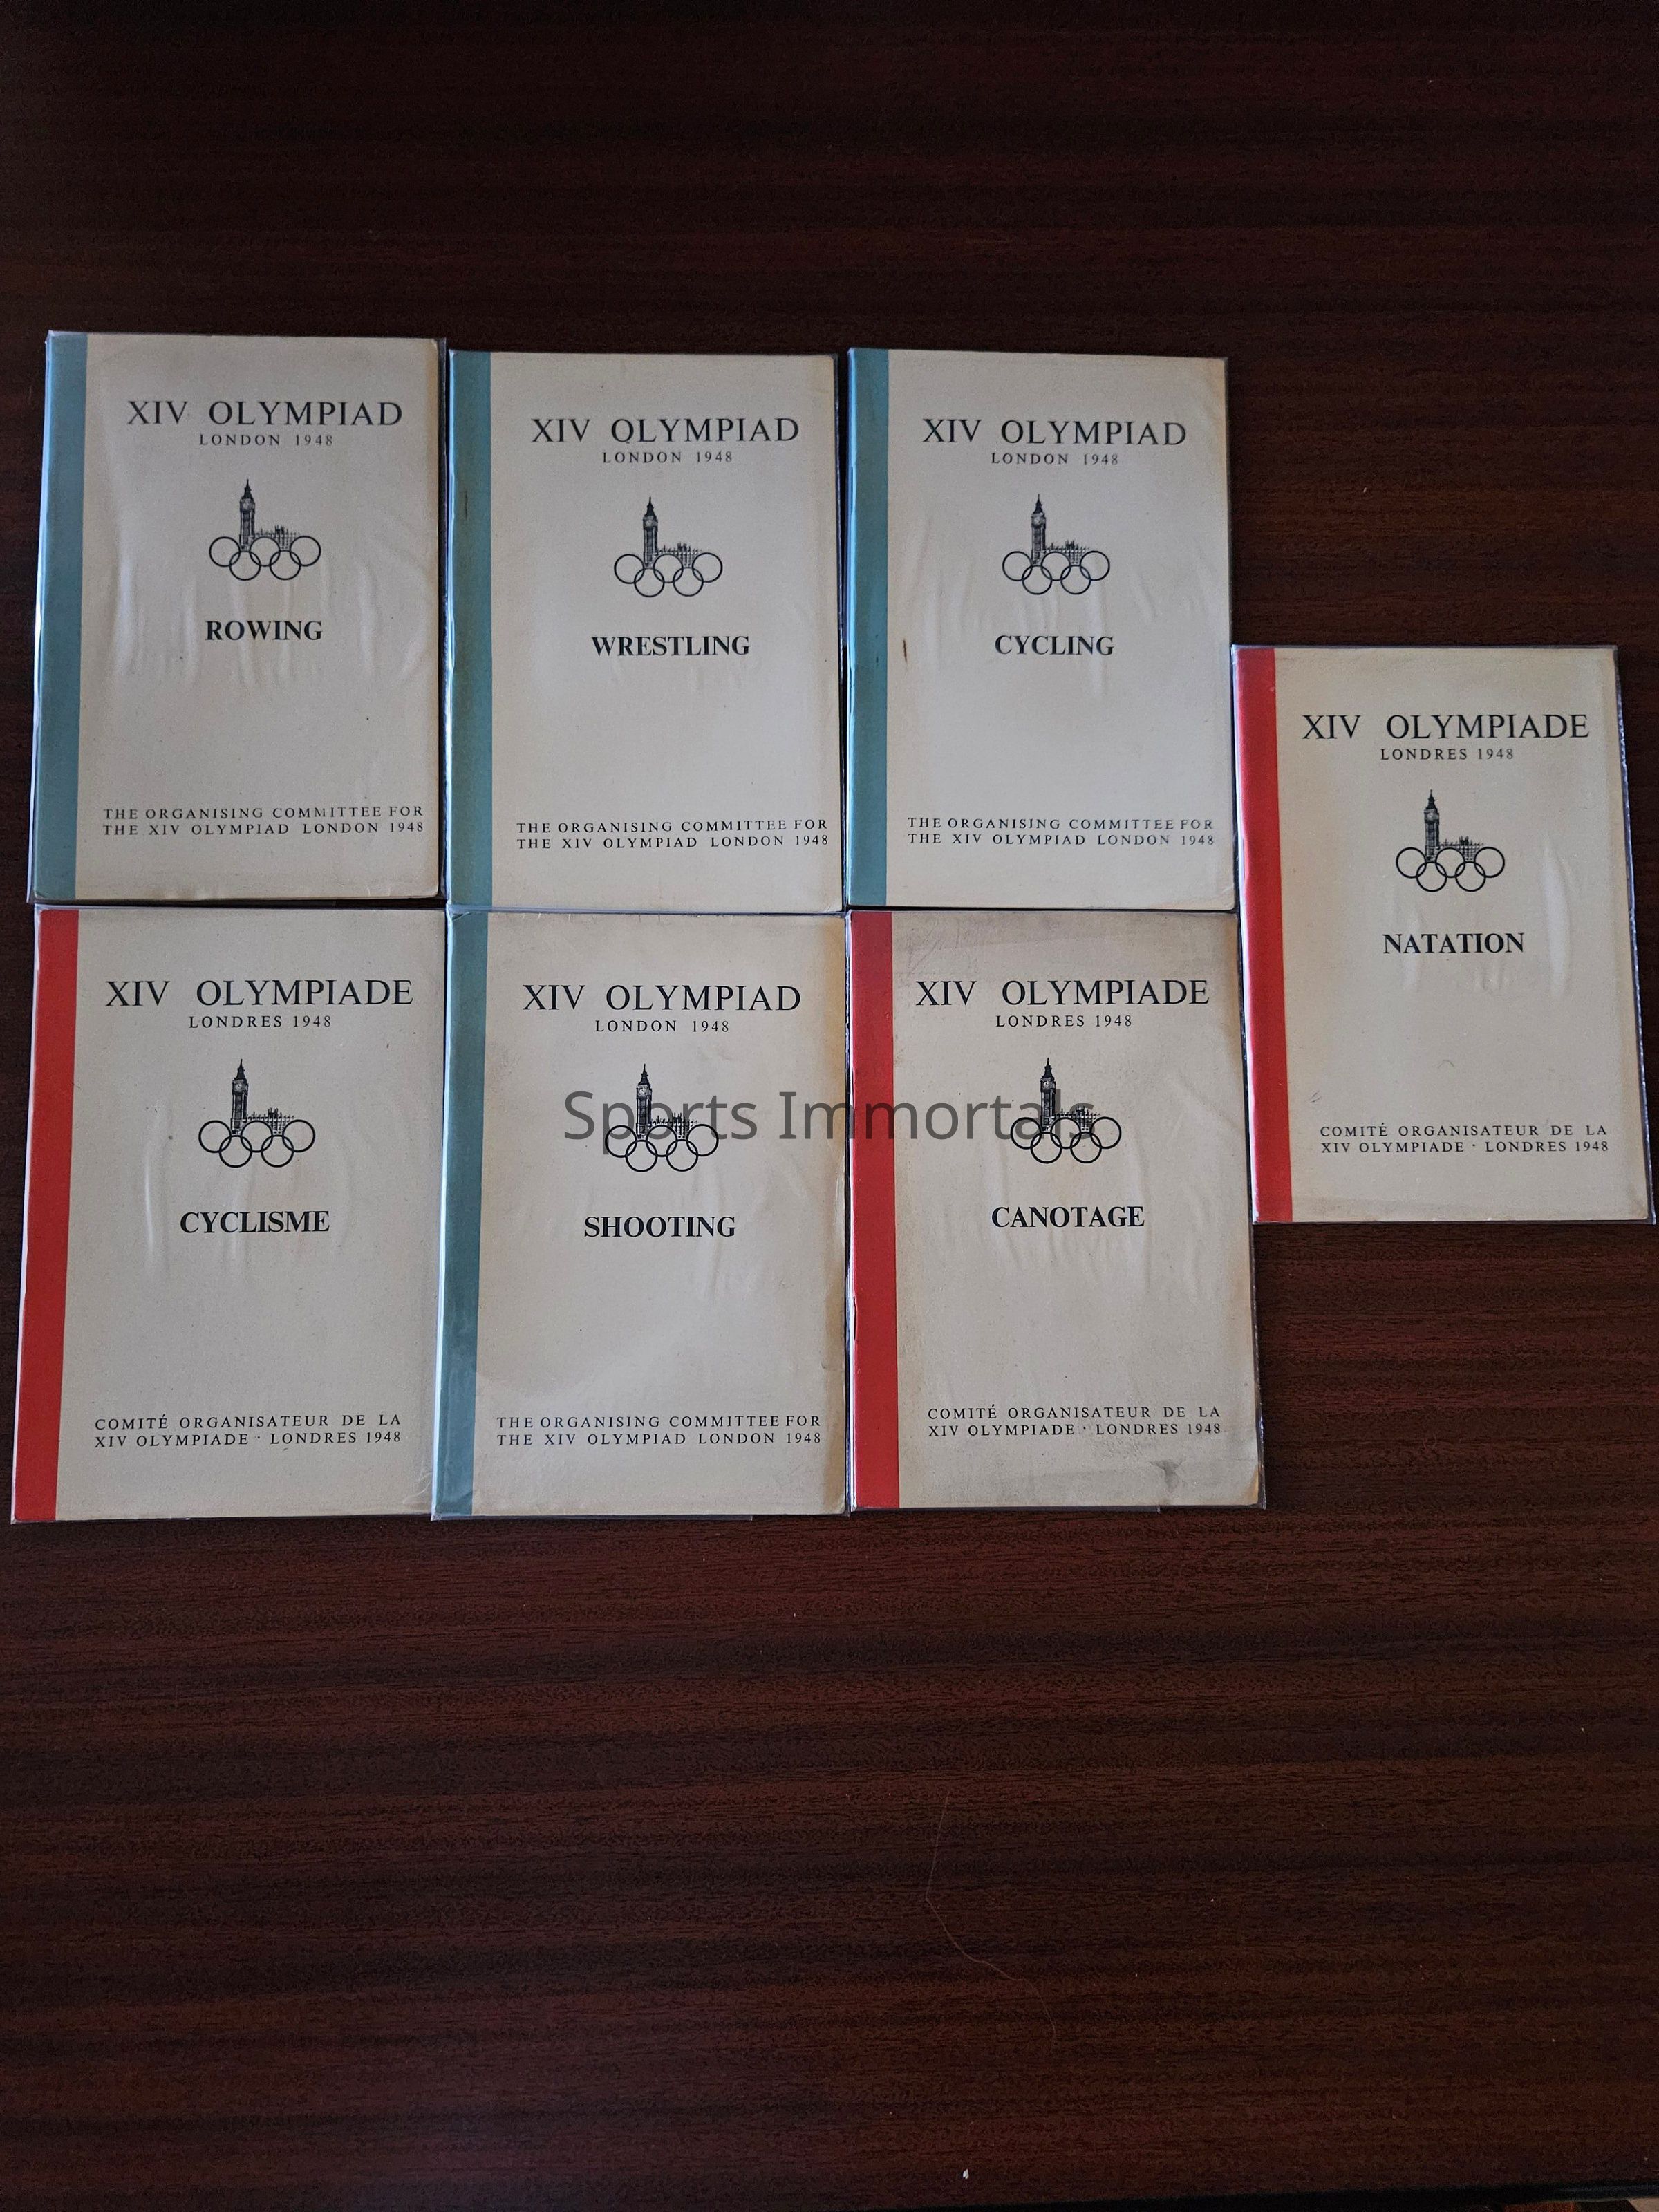 XIV OLYMPIAD
LONDON 1948
ROWING
THE ORGANISING COMMITTEE FOR
THE XIV OLYMPIAD LONDON 1948
XIV OLYMPIAD
LONDON 1948
WRESTLING
THE ORGANISING COMMITTEE FOR
THE XIV OLYMPIAD LONDON 1948
XIV OLYMPIAD
LONDON 1948
CYCLING
THE ORGANISING COMMITTEE FOR
THE XIV OLYMPIAD LONDON 1948
XIV OLYMPIADE
LONDRES 1948
NATATION
COMITÉ ORGANISATEUR DE LA
XIV OLYMPIADE · LONDRES 1948
XIV OLYMPIADE
LONDRES 1948
CYCLISME
COMITÉ ORGANISATEUR DE LA
XIV OLYMPIADE · LONDRES 1948
XIV OLYMPIAD
LONDON 1948
SHOOTING
THE ORGANISING COMMITTEE FOR
THE XIV OLYMPIAD LONDON 1948
XIV OLYMPIADE
LONDRES 1948
CANOTAGE
COMITÉ ORGANISATEUR DE LA
XIV OLYMPIADE · LONDRES 1948
Sports Immortals